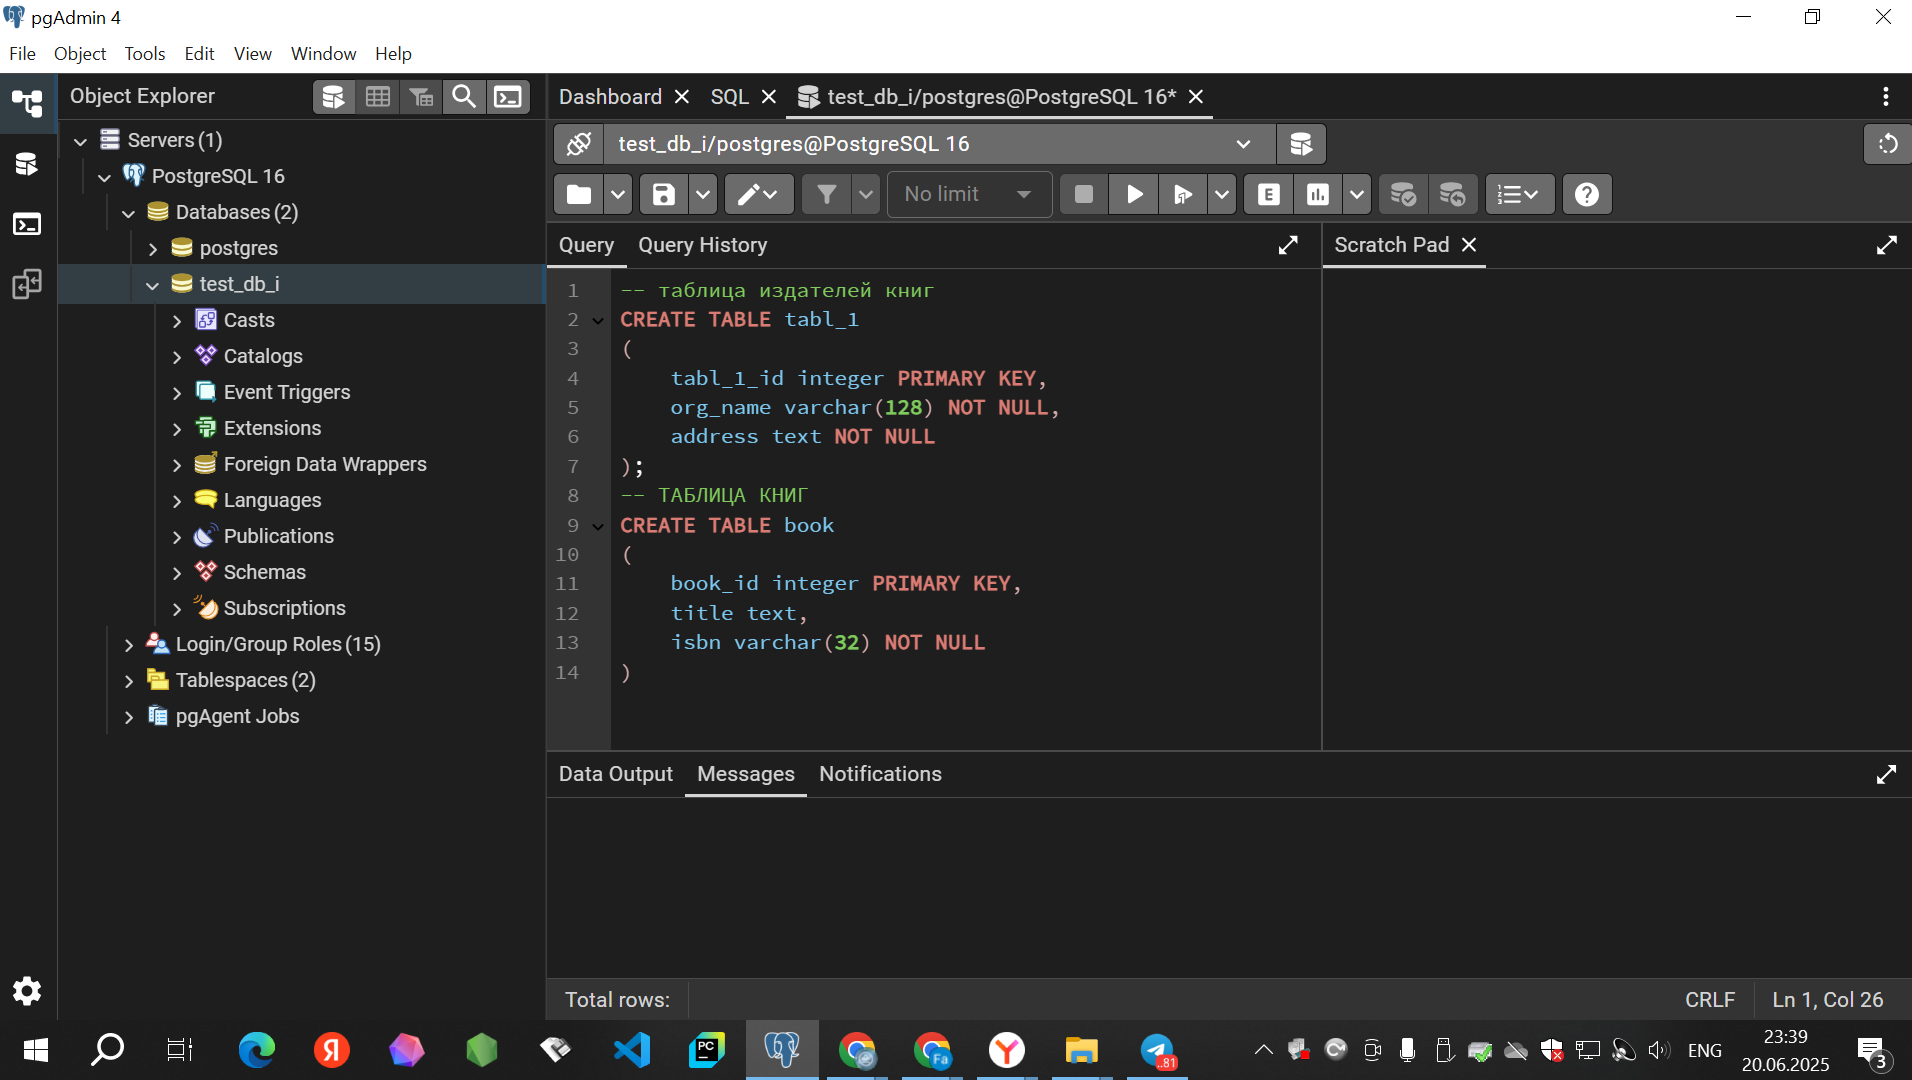 pgAdmin 4
File Object Tools Edit View Window Help
Object Explorer
Dashboard SQL test_db_i/postgres@PostgreSQL 16*
Servers (1)
PostgreSQL 16
Databases (2)
postgres
test_db_i
Casts
Catalogs
Event Triggers
Extensions
Foreign Data Wrappers
Languages
Publications
Schemas
Subscriptions
Login/Group Roles (15)
Tablespaces (2)
pgAgent Jobs
test_db_i/postgres@PostgreSQL 16
No limit E
Query Query History
Scratch Pad
1 -- таблица издателей книг
2 CREATE TABLE tabl_1
3 (
4 tabl_1_id integer PRIMARY KEY,
5 org_name varchar(128) NOT NULL,
6 address text NOT NULL
7 );
8 -- ТАБЛИЦА КНИГ
9 CREATE TABLE book
10 (
11 book_id integer PRIMARY KEY,
12 title text,
13 isbn varchar(32) NOT NULL
14 )
Data Output Messages Notifications
Total rows:
CRLF Ln 1, Col 26
Я PC Fa Y ..81
ENG
23:39
20.06.2025
3